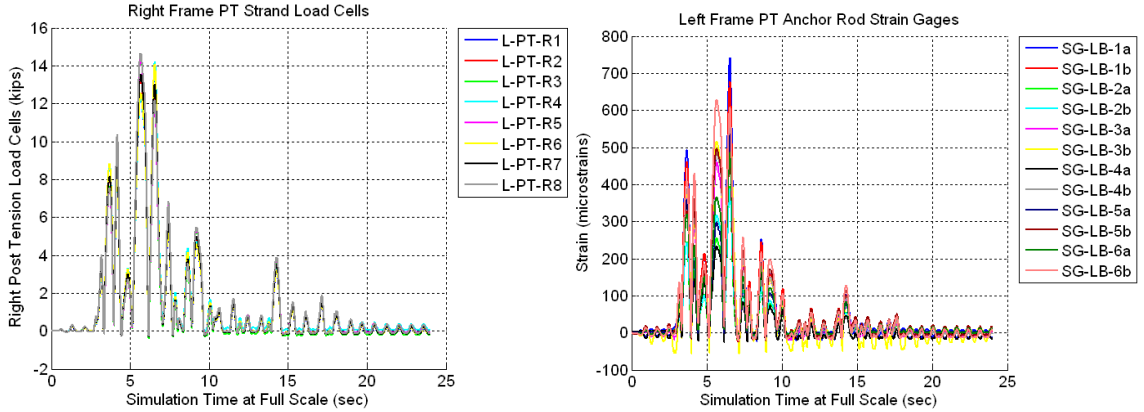 Right Frame PT Strand Load Cells
Right Post Tension Load Cells (kips)
16
14
12
10
8
6
4
2
0
-2
0 5 10 15 20 25
Simulation Time at Full Scale (sec)
L-PT-R1
L-PT-R2
L-PT-R3
L-PT-R4
L-PT-R5
L-PT-R6
L-PT-R7
L-PT-R8
Left Frame PT Anchor Rod Strain Gages
Strain (microstrains)
800
700
600
500
400
300
200
100
0
-100
0 5 10 15 20 25
Simulation Time at Full Scale (sec)
SG-LB-1a
SG-LB-1b
SG-LB-2a
SG-LB-2b
SG-LB-3a
SG-LB-3b
SG-LB-4a
SG-LB-4b
SG-LB-5a
SG-LB-5b
SG-LB-6a
SG-LB-6b